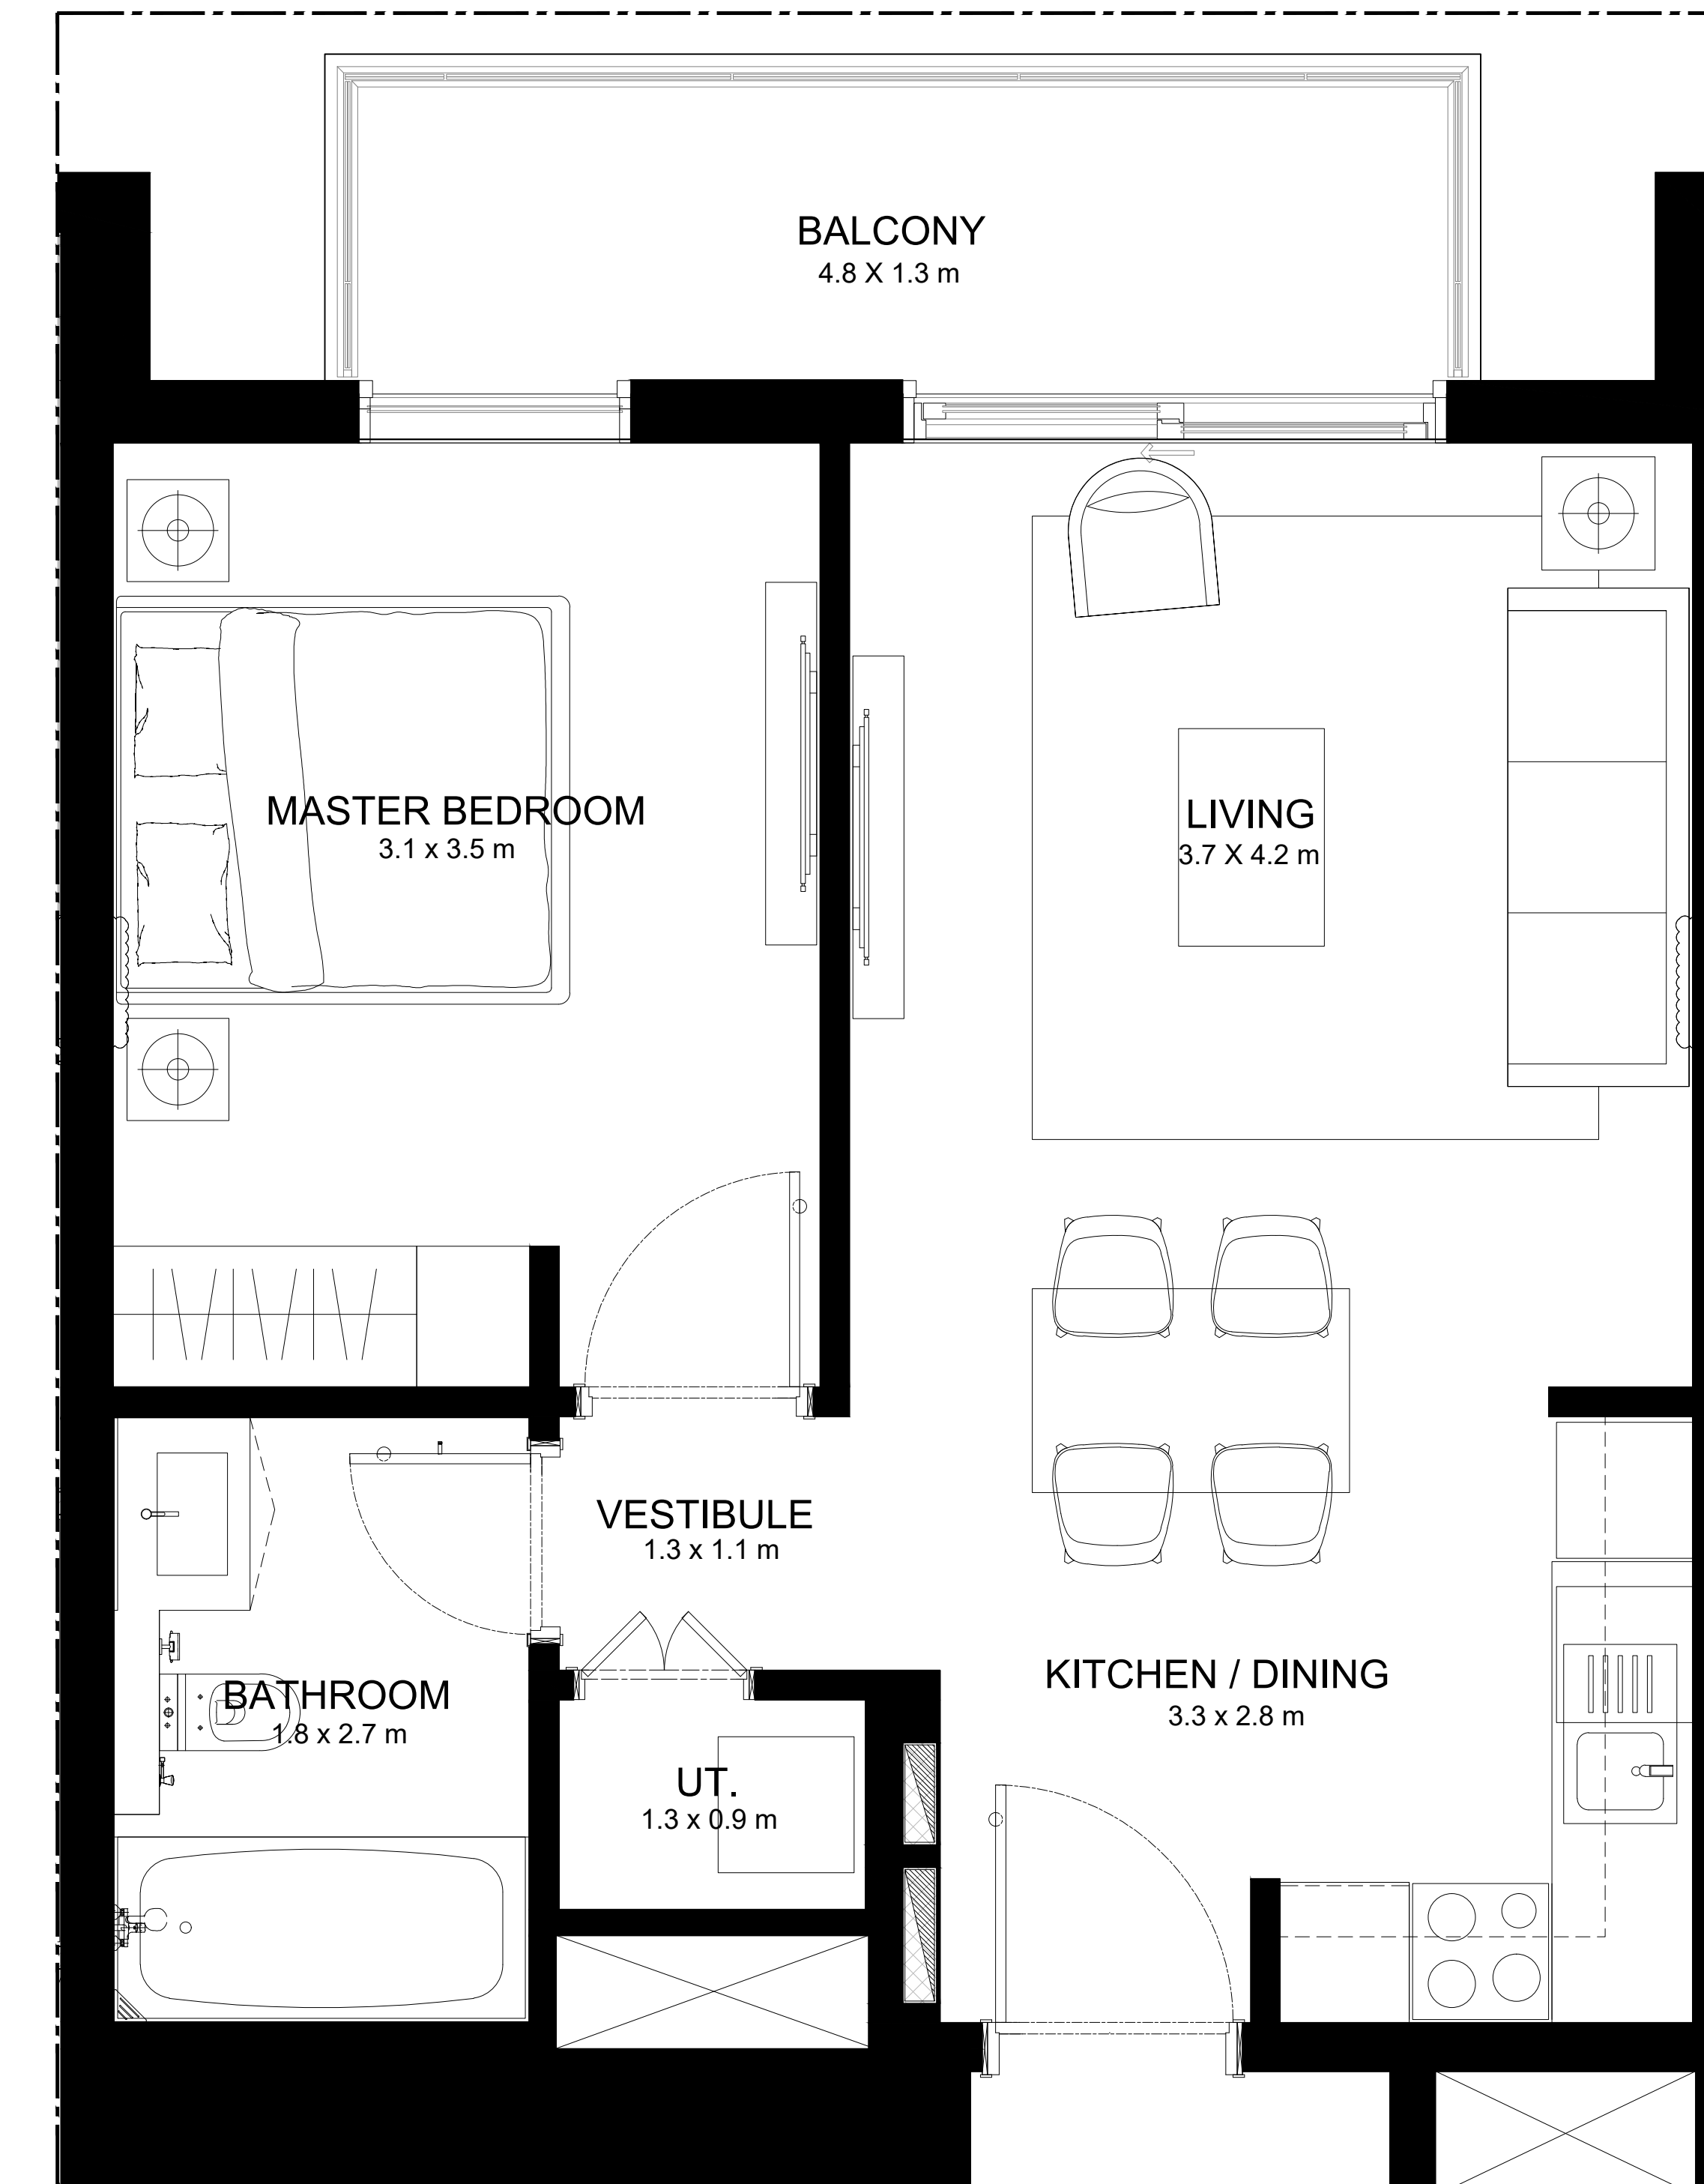 BALCONY
4.8 X 1.3 m
MASTER BEDROOM
3.1 x 3.5 m
LIVING
3.7 X 4.2 m
VESTIBULE
1.3 x 1.1 m
KITCHEN / DINING
3.3 x 2.8 m
BATHROOM
1.8 x 2.7 m
UT.
1.3 x 0.9 m